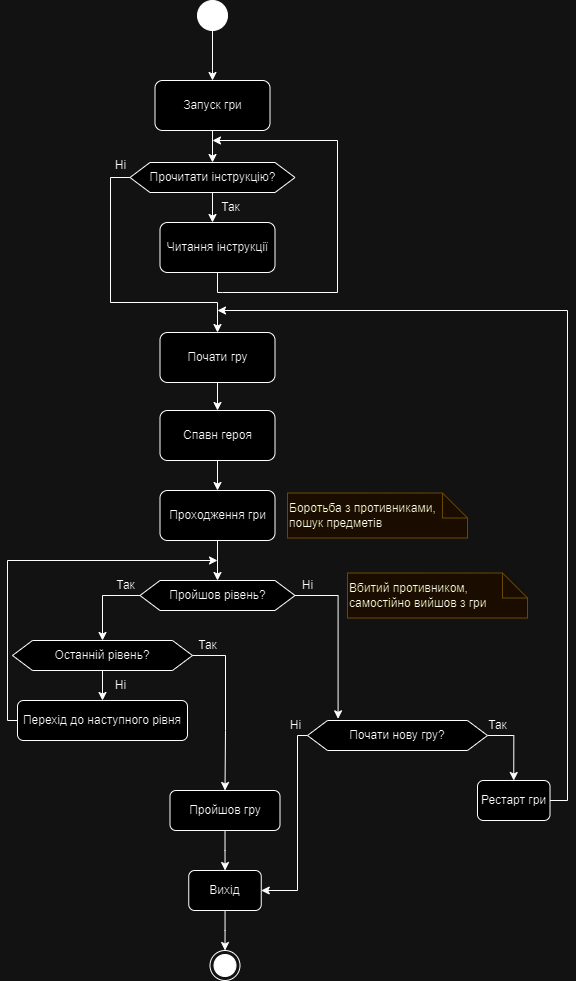 Запуск гри
Ні
Прочитати інструкцію?
Так
Читання інструкції
Почати гру
Спавн героя
Проходження гри
Боротьба з противниками,
пошук предметів
Так
Пройшов рівень?
Ні
Вбитий противником,
самостійно вийшов з гри
Останній рівень?
Так
Ні
Перехід до наступного рівня
Ні
Почати нову гру?
Так
Рестарт гри
Пройшов гру
Вихід